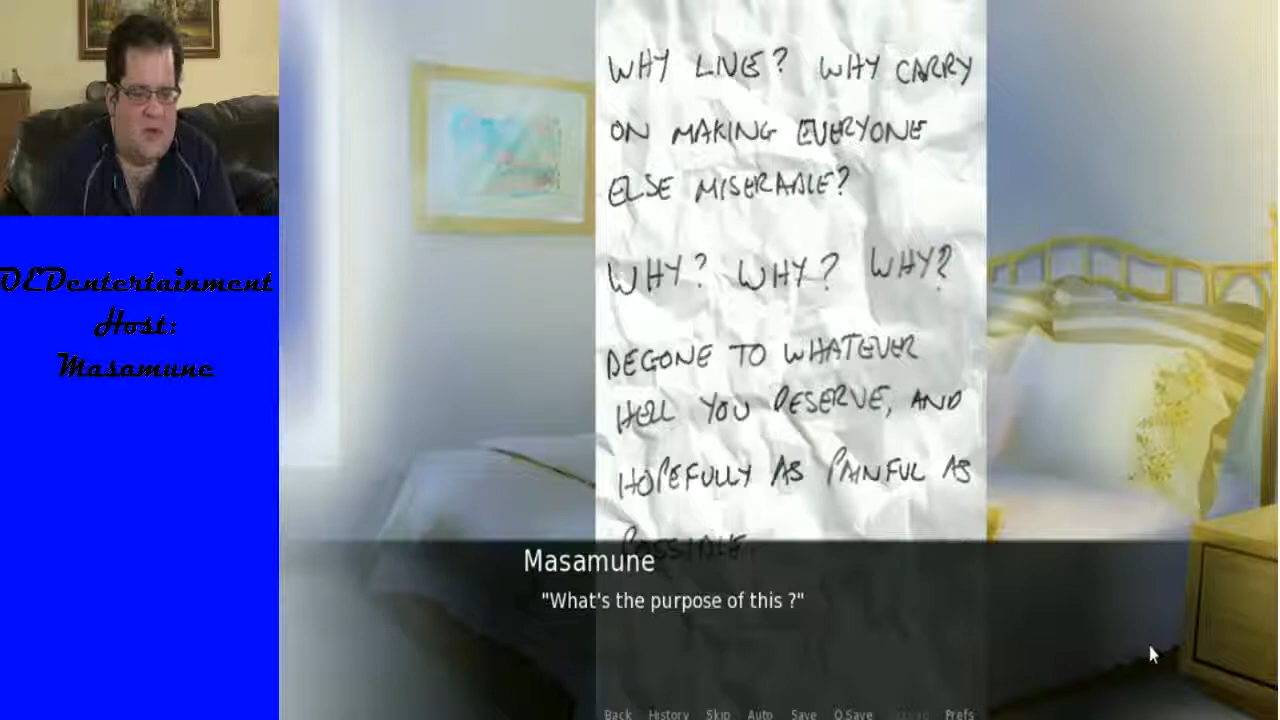 OEDentertainment
Host:
Masamune
WHY LIVE? WHY CARRY
ON MAKING EVERYONE
ELSE MISERABLE?
WHY? WHY? WHY?
BEGONE TO WHATEVER
HELL YOU DESERVE, AND
HOPEFULLY AS PAINFUL AS
POSSIBLE.
Masamune
"What's the purpose of this ?"
Back History Skip Auto Save Q.Save Prefs